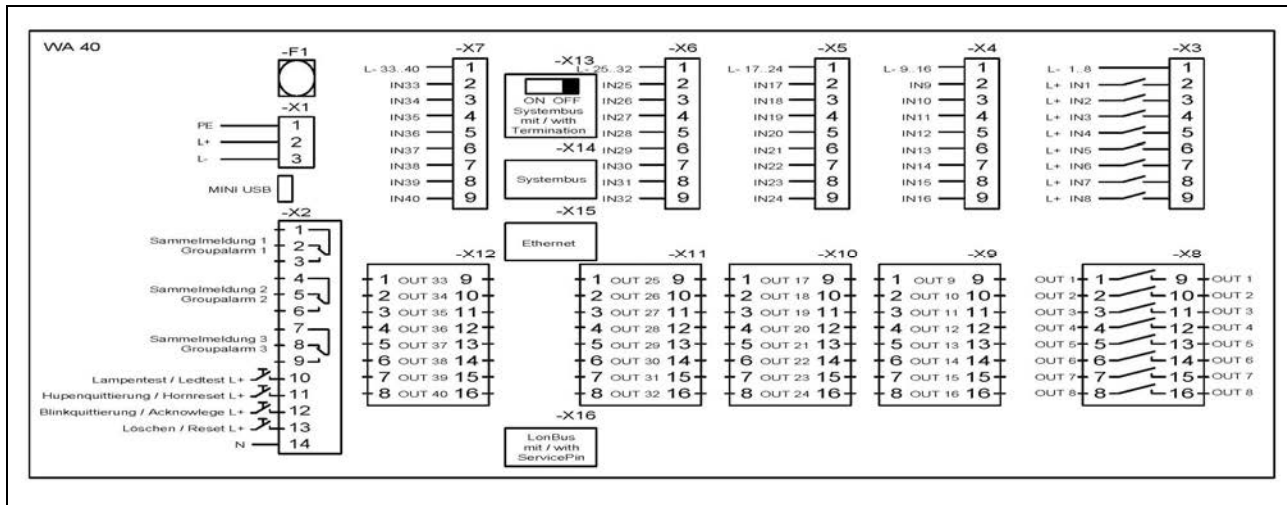 WA 40
-F1
-X1
PE 1
L+ 2
L- 3
MINI USB
-X2
1
Sammelmeldung 1
Groupalarm 1
2
3
4
Sammelmeldung 2
Groupalarm 2
5
6
7
Sammelmeldung 3
Groupalarm 3
8
9
Lampentest / Ledtest L+ 10
Hupenquittierung / Hornreset L+ 11
Blinkquittierung / Acknowlege L+ 12
Löschen / Reset L+ 13
N 14
-X7
L- 33..40 1
IN33 2
IN34 3
IN35 4
IN36 5
IN37 6
IN38 7
IN39 8
IN40 9
-X13
ON OFF
Systembus
mit / with
Termination
-X14
Systembus
-X15
Ethernet
-X6
L- 25..32 1
IN25 2
IN26 3
IN27 4
IN28 5
IN29 6
IN30 7
IN31 8
IN32 9
-X5
L- 17..24 1
IN17 2
IN18 3
IN19 4
IN20 5
IN21 6
IN22 7
IN23 8
IN24 9
-X4
L- 9..16 1
IN9 2
IN10 3
IN11 4
IN12 5
IN13 6
IN14 7
IN15 8
IN16 9
-X3
L- 1..8 1
L+ IN1 2
L+ IN2 3
L+ IN3 4
L+ IN4 5
L+ IN5 6
L+ IN6 7
L+ IN7 8
L+ IN8 9
-X12
1 OUT 33 9
2 OUT 34 10
3 OUT 35 11
4 OUT 36 12
5 OUT 37 13
6 OUT 38 14
7 OUT 39 15
8 OUT 40 16
-X16
LonBus
mit / with
ServicePin
-X11
1 OUT 25 9
2 OUT 26 10
3 OUT 27 11
4 OUT 28 12
5 OUT 29 13
6 OUT 30 14
7 OUT 31 15
8 OUT 32 16
-X10
1 OUT 17 9
2 OUT 18 10
3 OUT 19 11
4 OUT 20 12
5 OUT 21 13
6 OUT 22 14
7 OUT 23 15
8 OUT 24 16
-X9
1 OUT 9 9
2 OUT 10 10
3 OUT 11 11
4 OUT 12 12
5 OUT 13 13
6 OUT 14 14
7 OUT 15 15
8 OUT 16 16
-X8
OUT 1 1 9 OUT 1
OUT 2 2 10 OUT 2
OUT 3 3 11 OUT 3
OUT 4 4 12 OUT 4
OUT 5 5 13 OUT 5
OUT 6 6 14 OUT 6
OUT 7 7 15 OUT 7
OUT 8 8 16 OUT 8